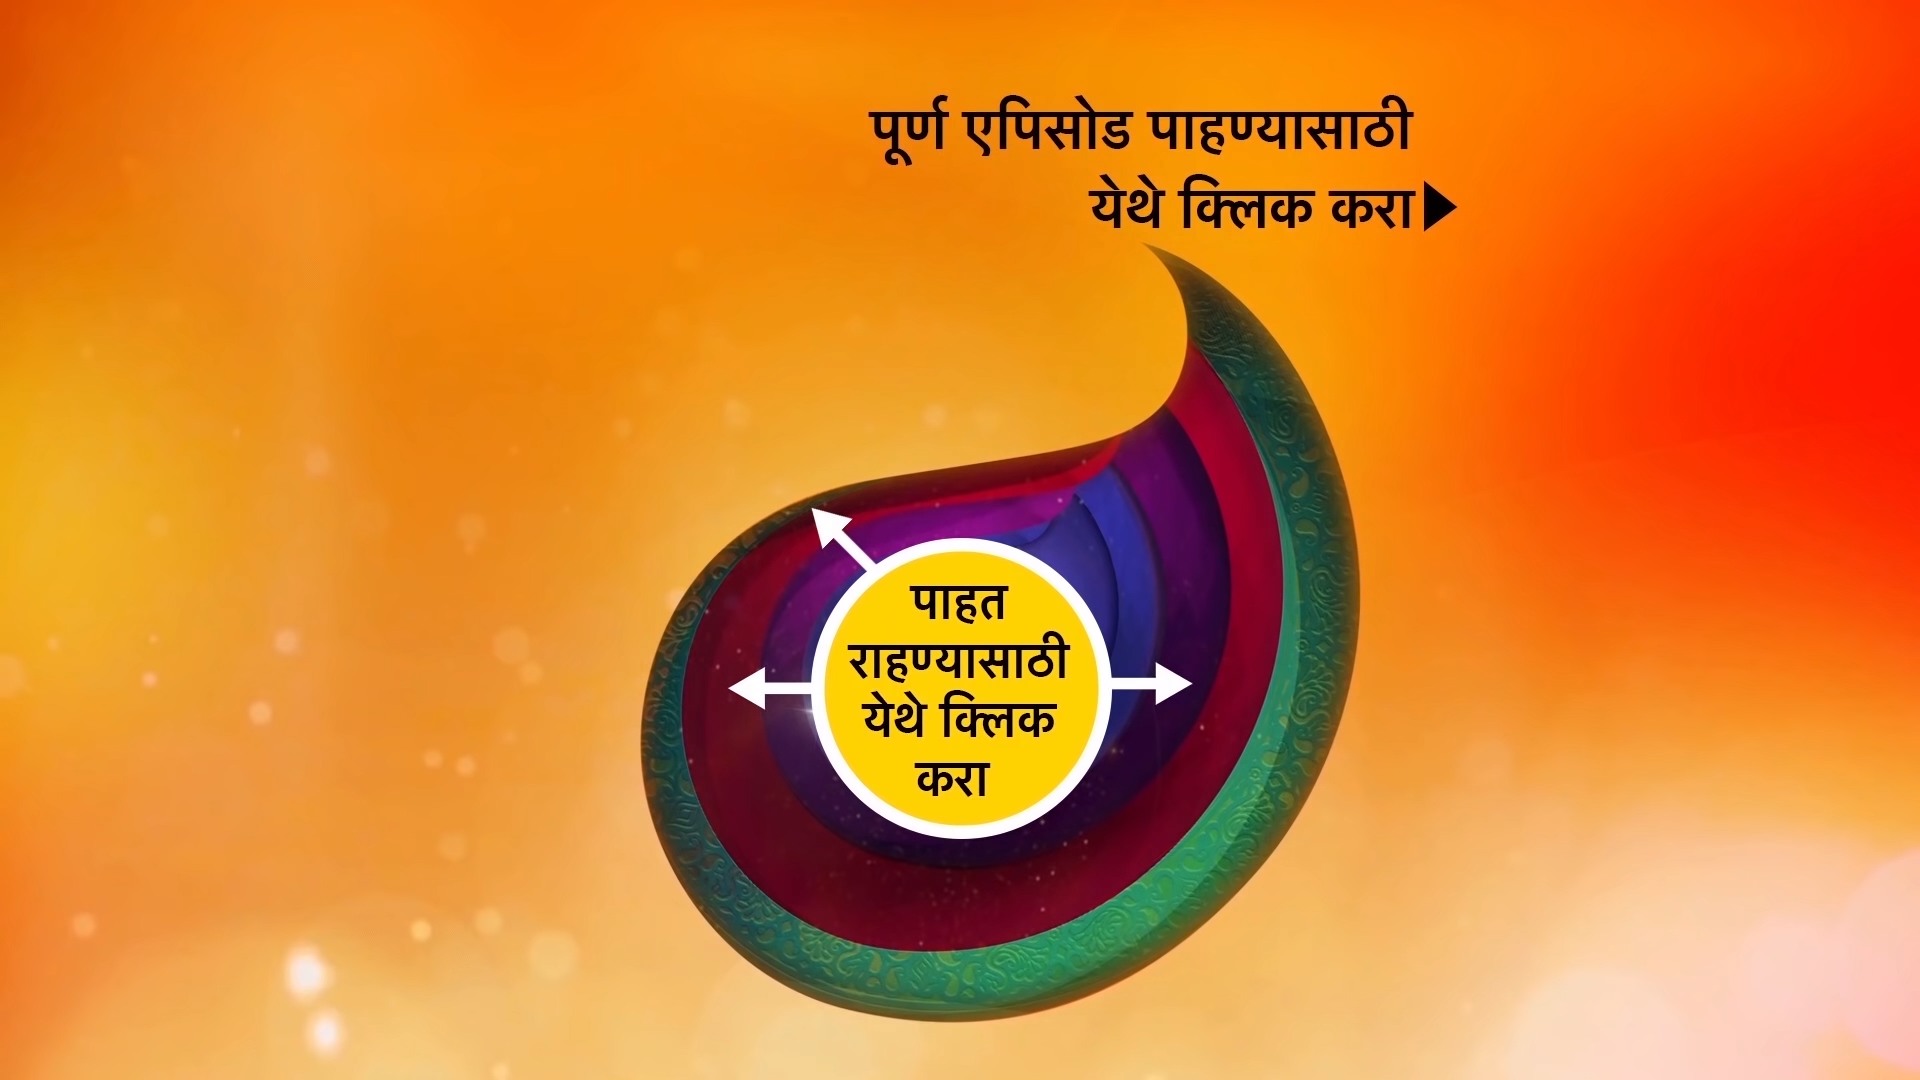 पूर्ण एपिसोड पाहण्यासाठी
येथे क्लिक करा
पाहत
राहण्यासाठी
येथे क्लिक
करा